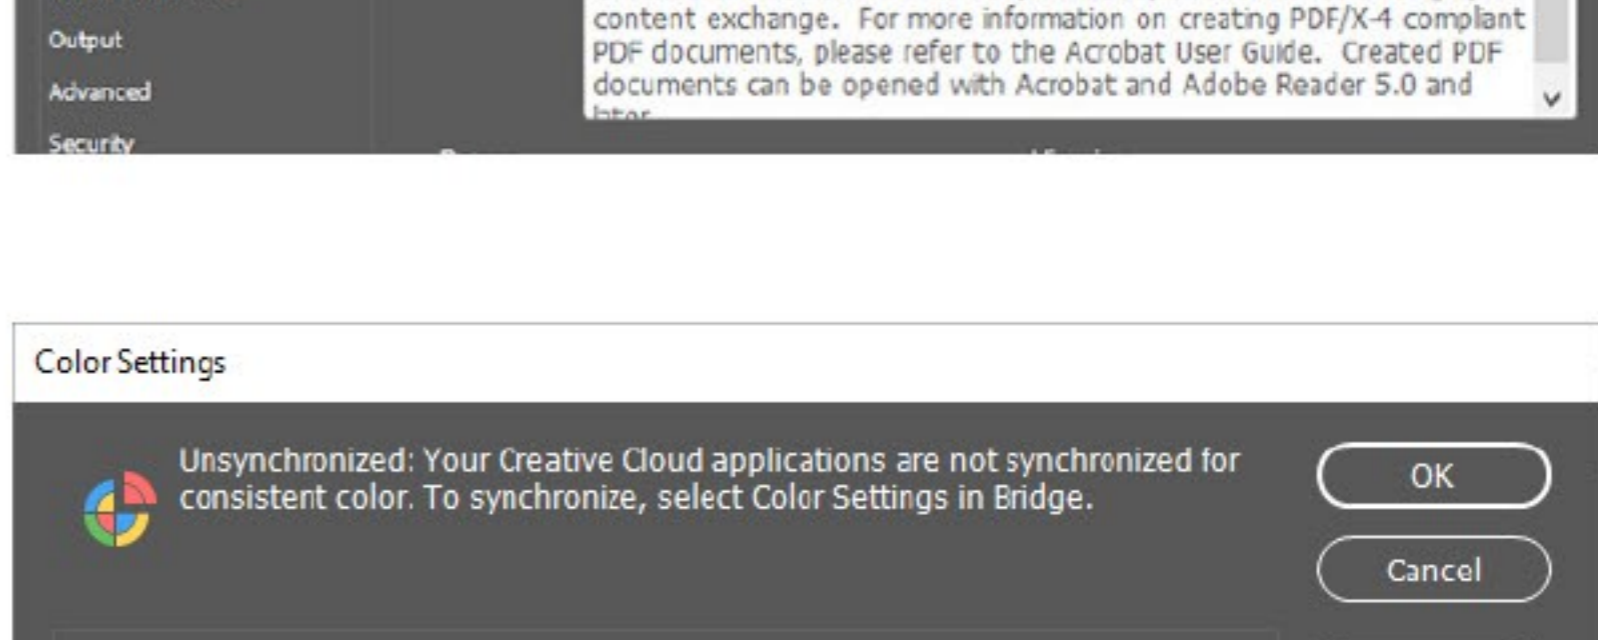 content exchange.  For more information on creating PDF/X-4 compliant
Output
PDF documents, please refer to the Acrobat User Guide.  Created PDF
Advanced
documents can be opened with Acrobat and Adobe Reader 5.0 and
later.
Security
Color Settings
Unsynchronized: Your Creative Cloud applications are not synchronized for
consistent color. To synchronize, select Color Settings in Bridge.
OK
Cancel